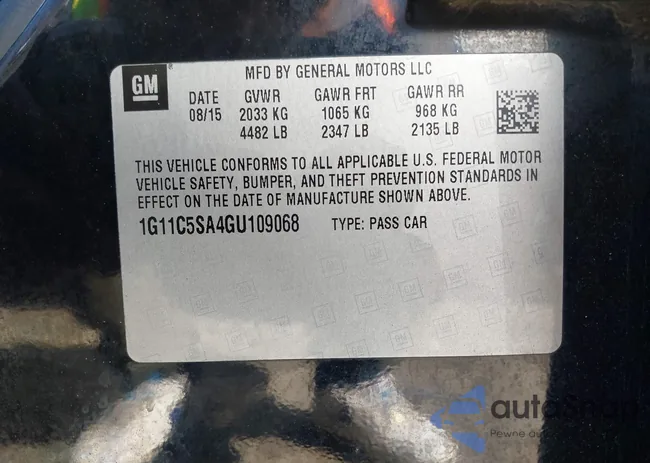 GM
MFD BY GENERAL MOTORS LLC
DATE GVWR GAWR FRT GAWR RR
08/15 2033 KG 1065 KG 968 KG
4482 LB 2347 LB 2135 LB
THIS VEHICLE CONFORMS TO ALL APPLICABLE U.S. FEDERAL MOTOR
VEHICLE SAFETY, BUMPER, AND THEFT PREVENTION STANDARDS IN
EFFECT ON THE DATE OF MANUFACTURE SHOWN ABOVE.
1G11C5SA4GU109068 TYPE: PASS CAR
autoSnap
Pewne